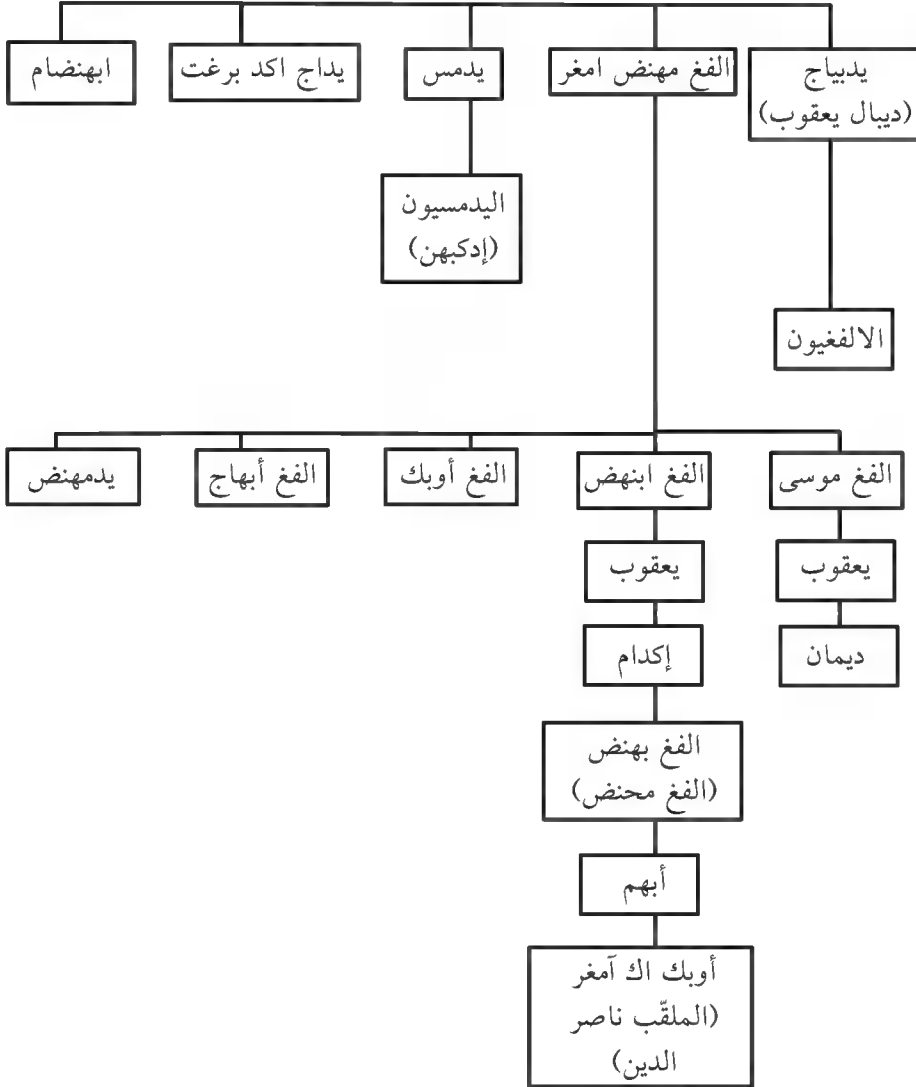 يدبياج
(ديبال يعقوب)
الفغ مهنض امغر
يدمس
يداج اكد برغت
ابهنضام
اليدمسيون
(إدكبهن)
الالفغيون
الفغ موسى
الفغ ابنهض
الفغ أوبك
الفغ أبهاج
يدمهنض
يعقوب
يعقوب
ديمان
إكدام
الفغ بهنض
(الفغ محنض)
أبهم
أوبك اك آمغر
(الملقّب ناصر
الدين)